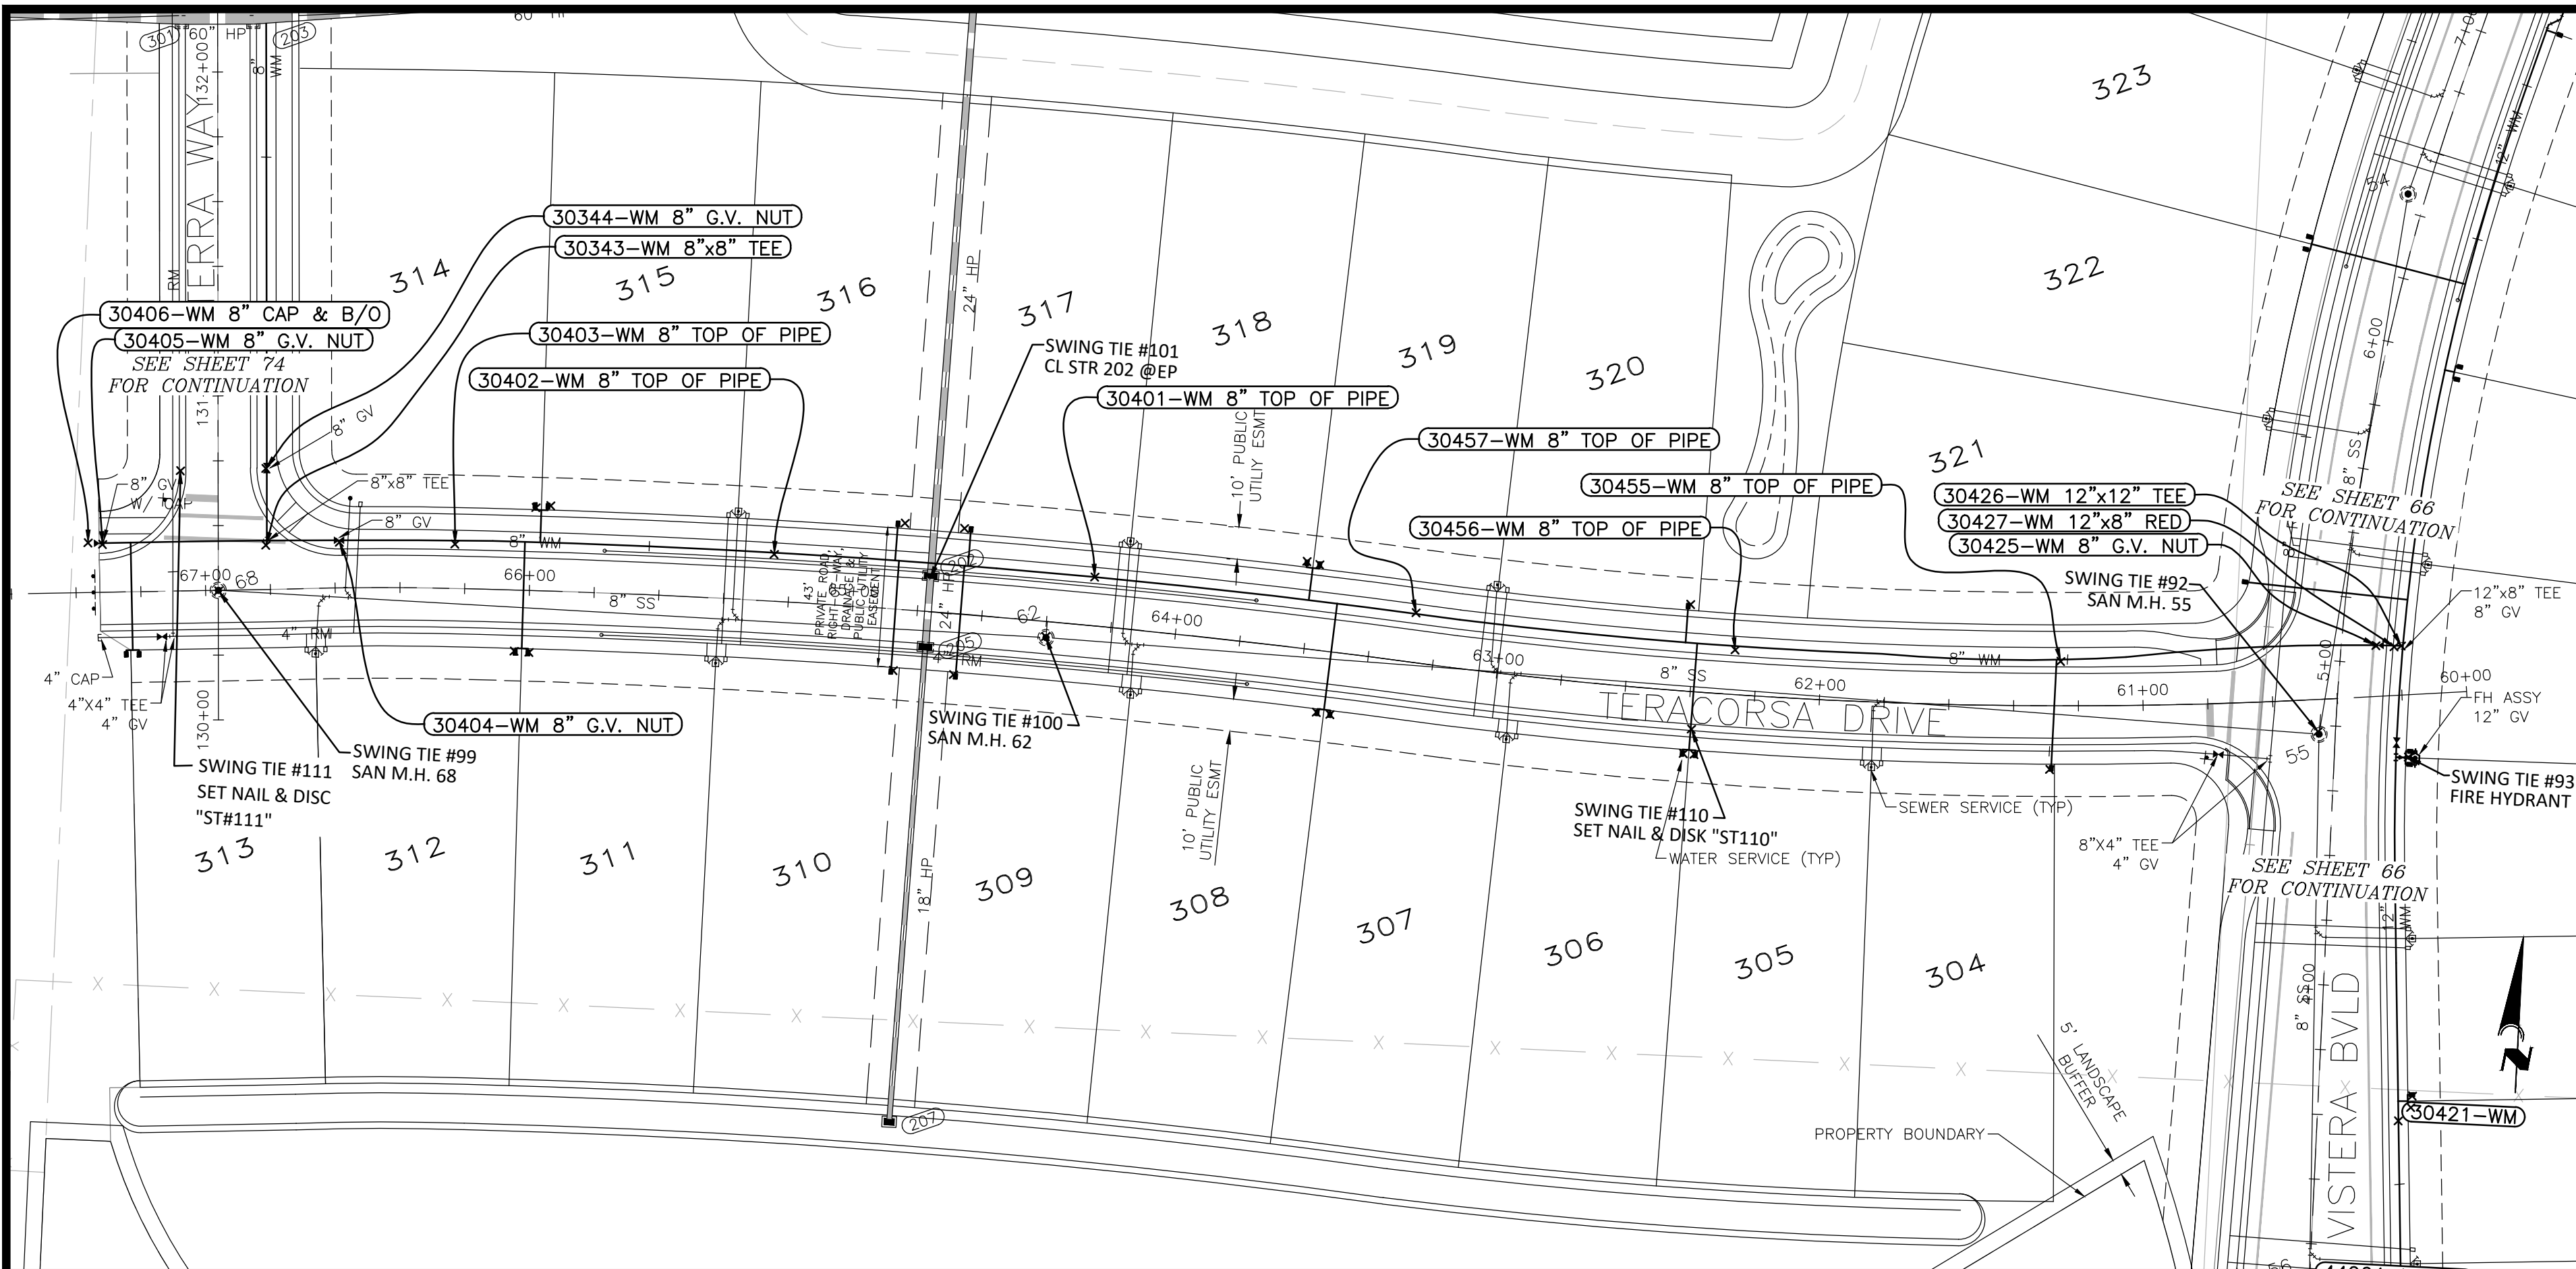 60" HP
301
60" HP
203
132+00
8"
WM
RM
131
130+00
7+00
12" WM
54
6+00
8" SS
323
322
321
320
319
318
317
316
315
314
24" HP
30344-WM 8" G.V. NUT
30343-WM 8"x8" TEE
30406-WM 8" CAP & B/O
30405-WM 8" G.V. NUT
SEE SHEET 74
FOR CONTINUATION
30403-WM 8" TOP OF PIPE
30402-WM 8" TOP OF PIPE
SWING TIE #101
CL STR 202 @EP
30401-WM 8" TOP OF PIPE
10' PUBLIC
UTILIY ESMT
30457-WM 8" TOP OF PIPE
30455-WM 8" TOP OF PIPE
30456-WM 8" TOP OF PIPE
30426-WM 12"x12" TEE
30427-WM 12"x8" RED
30425-WM 8" G.V. NUT
SEE SHEET 66
FOR CONTINUATION
SWING TIE #92
SAN M.H. 55
12"x8" TEE
8" GV
8" GV
8" GV
W/ CAP
8"x8" TEE
8" GV
8" WM
67+00
68
66+00
8" SS
4" RM
43'
PRIVATE ROAD,
RIGHT-OF-WAY,
DRAINAGE &
PUBLIC UTILITY
EASEMENT
202
24" HP
205
4" RM
62
64+00
63+00
8" SS
62+00
8" WM
61+00
60+00
5+00
TERACORSA DRIVE
FH ASSY
12" GV
55
SWING TIE #93
FIRE HYDRANT
4" CAP
4"X4" TEE
4" GV
30404-WM 8" G.V. NUT
SWING TIE #111
SET NAIL & DISC
"ST#111"
SWING TIE #99
SAN M.H. 68
SWING TIE #100
SAN M.H. 62
10' PUBLIC
UTILITY ESMT
SWING TIE #110
SET NAIL & DISK "ST110"
WATER SERVICE (TYP)
SEWER SERVICE (TYP)
8"X4" TEE
4" GV
SEE SHEET 66
FOR CONTINUATION
12" WM
313
312
311
310
18" HP
309
308
307
306
305
304
8" SS
4+00
VISTERA BVLD
5' LANDSCAPE
BUFFER
PROPERTY BOUNDARY
207
30421-WM
N